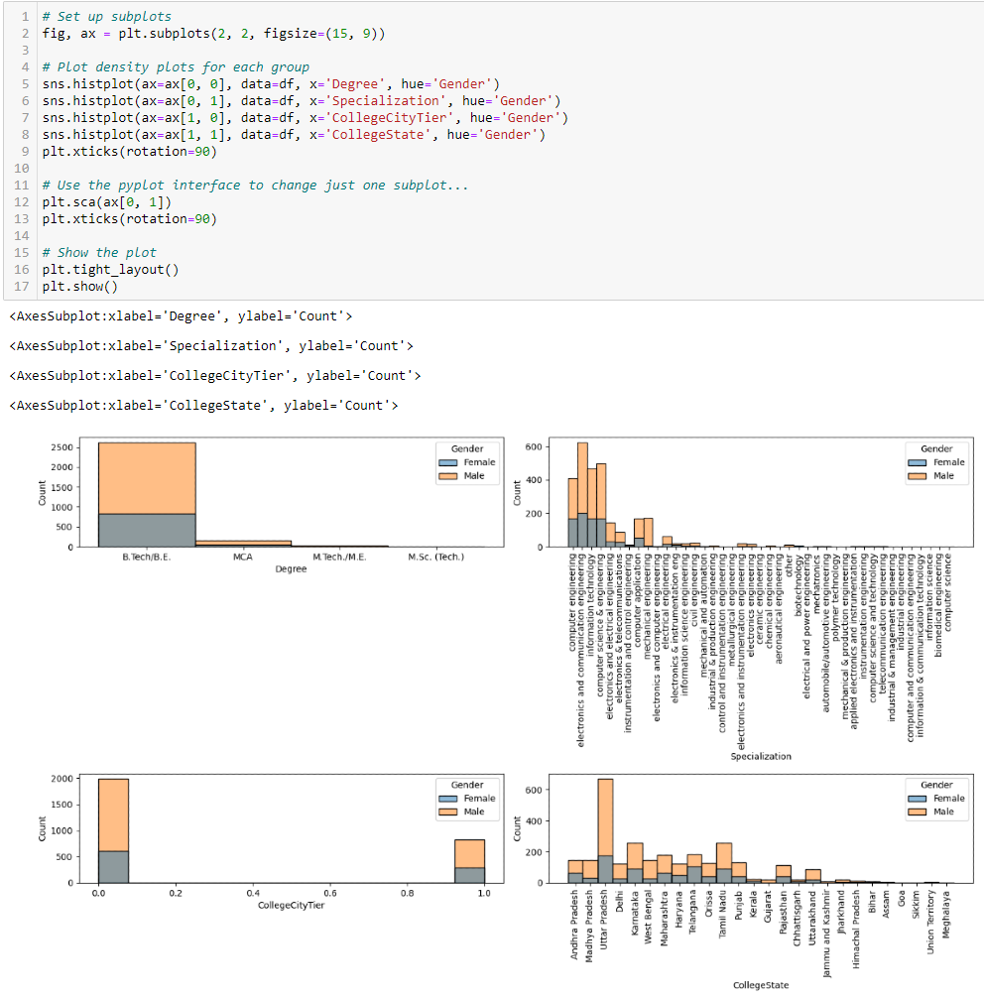 1 # Set up subplots
2 fig, ax = plt.subplots(2, 2, figsize=(15, 9))
3
4 # Plot density plots for each group
5 sns.histplot(ax=ax[0, 0], data=df, x='Degree', hue='Gender')
6 sns.histplot(ax=ax[0, 1], data=df, x='Specialization', hue='Gender')
7 sns.histplot(ax=ax[1, 0], data=df, x='CollegeCityTier', hue='Gender')
8 sns.histplot(ax=ax[1, 1], data=df, x='CollegeState', hue='Gender')
9 plt.xticks(rotation=90)
10
11 # Use the pyplot interface to change just one subplot...
12 plt.sca(ax[0, 1])
13 plt.xticks(rotation=90)
14
15 # Show the plot
16 plt.tight_layout()
17 plt.show()
<AxesSubplot:xlabel='Degree', ylabel='Count'>
<AxesSubplot:xlabel='Specialization', ylabel='Count'>
<AxesSubplot:xlabel='CollegeCityTier', ylabel='Count'>
<AxesSubplot:xlabel='CollegeState', ylabel='Count'>
Gender
Female
Male
2500
2000
1500
1000
500
0
Count
B.Tech/B.E.
MCA
M.Tech./M.E.
M.Sc. (Tech.)
Degree
Gender
Female
Male
600
400
200
0
Count
computer engineering
electronics and communication engineering
information technology
computer science & engineering
electronics and electrical engineering
electronics & telecommunications
instrumentation and control engineering
computer application
mechanical engineering
electronics and computer engineering
electrical engineering
electronics & instrumentation eng
information science engineering
civil engineering
mechanical and automation
industrial & production engineering
control and instrumentation engineering
metallurgical engineering
electronics and instrumentation engineering
electronics engineering
ceramic engineering
chemical engineering
aeronautical engineering
other
biotechnology
electrical and power engineering
mechatronics
automobile/automotive engineering
polymer technology
mechanical & production engineering
applied electronics and instrumentation
instrumentation engineering
computer science and technology
telecommunication engineering
industrial & management engineering
industrial engineering
computer and communication engineering
information & communication technology
information science
biomedical engineering
computer science
Specialization
Gender
Female
Male
2000
1500
1000
500
0
Count
0.0
0.2
0.4
0.6
0.8
1.0
CollegeCityTier
Gender
Female
Male
600
400
200
0
Count
Andhra Pradesh
Madhya Pradesh
Uttar Pradesh
Delhi
Karnataka
West Bengal
Maharashtra
Haryana
Telangana
Orissa
Tamil Nadu
Punjab
Kerala
Gujarat
Rajasthan
Chhattisgarh
Uttarakhand
Jammu and Kashmir
Jharkhand
Himachal Pradesh
Bihar
Assam
Goa
Sikkim
Union Territory
Meghalaya
CollegeState